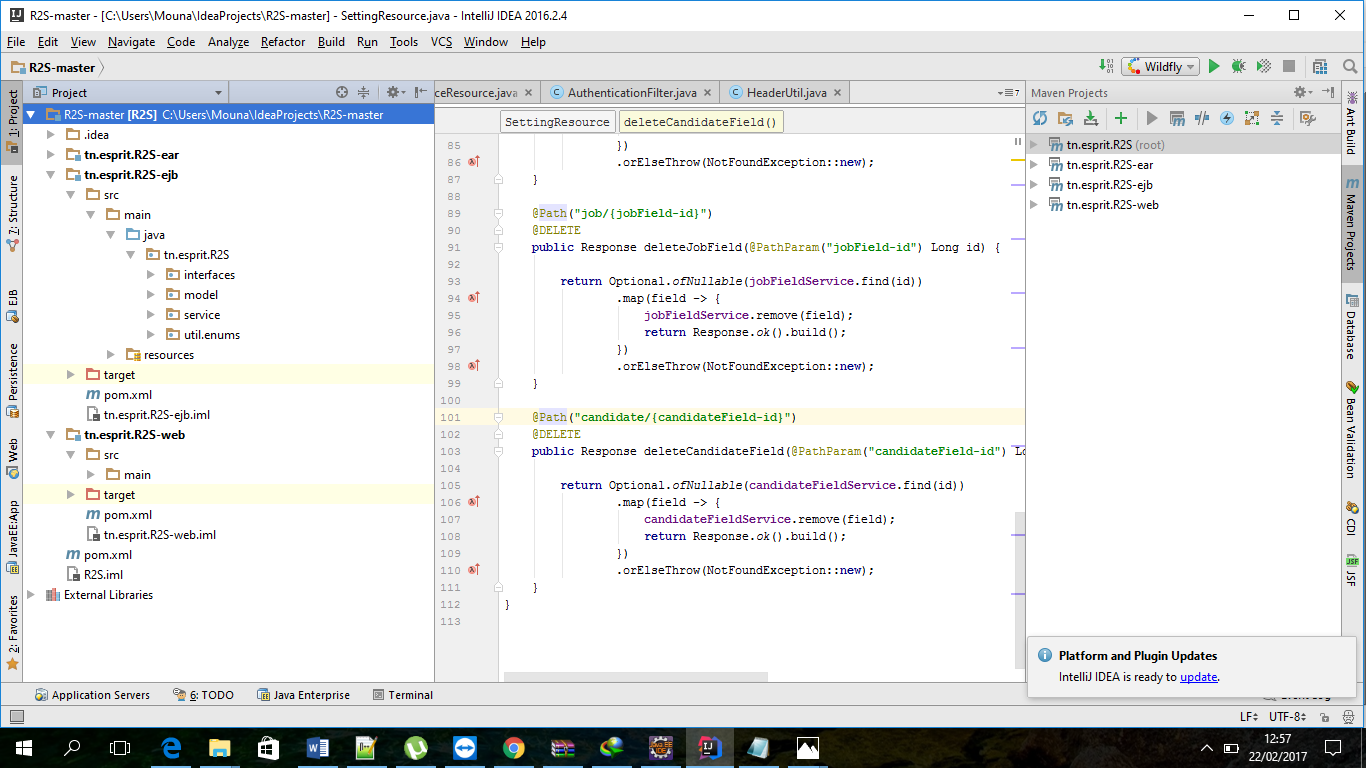 R2S-master - [C:\Users\Mouna\IdeaProjects\R2S-master] - SettingResource.java - IntelliJ IDEA 2016.2.4
File Edit View Navigate Code Analyze Refactor Build Run Tools VCS Window Help
R2S-master
Wildfly
Project
ceResource.java AuthenticationFilter.java HeaderUtil.java
7
Maven Projects
1: Project
7: Structure
EJB
Persistence
Web
JavaEE:App
2: Favorites
R2S-master [R2S] C:\Users\Mouna\IdeaProjects\R2S-master
.idea
tn.esprit.R2S-ear
tn.esprit.R2S-ejb
src
main
java
tn.esprit.R2S
interfaces
model
service
util.enums
resources
target
pom.xml
tn.esprit.R2S-ejb.iml
tn.esprit.R2S-web
src
main
target
pom.xml
tn.esprit.R2S-web.iml
pom.xml
R2S.iml
External Libraries
SettingResource deleteCandidateField()
85 })
86 .orElseThrow(NotFoundException::new);
87 }
88
89 @Path("job/{jobField-id}")
90 @DELETE
91 public Response deleteJobField(@PathParam("jobField-id") Long id) {
92
93 return Optional.ofNullable(jobFieldService.find(id))
94 .map(field -> {
95 jobFieldService.remove(field);
96 return Response.ok().build();
97 })
98 .orElseThrow(NotFoundException::new);
99 }
100
101 @Path("candidate/{candidateField-id}")
102 @DELETE
103 public Response deleteCandidateField(@PathParam("candidateField-id") Lo
104
105 return Optional.ofNullable(candidateFieldService.find(id))
106 .map(field -> {
107 candidateFieldService.remove(field);
108 return Response.ok().build();
109 })
110 .orElseThrow(NotFoundException::new);
111 }
112 }
113
tn.esprit.R2S (root)
tn.esprit.R2S-ear
tn.esprit.R2S-ejb
tn.esprit.R2S-web
Ant Build
Maven Projects
Database
Bean Validation
CDI
JSF
Platform and Plugin Updates
IntelliJ IDEA is ready to update.
Application Servers 6: TODO Java Enterprise Terminal
LF UTF-8
12:57
22/02/2017